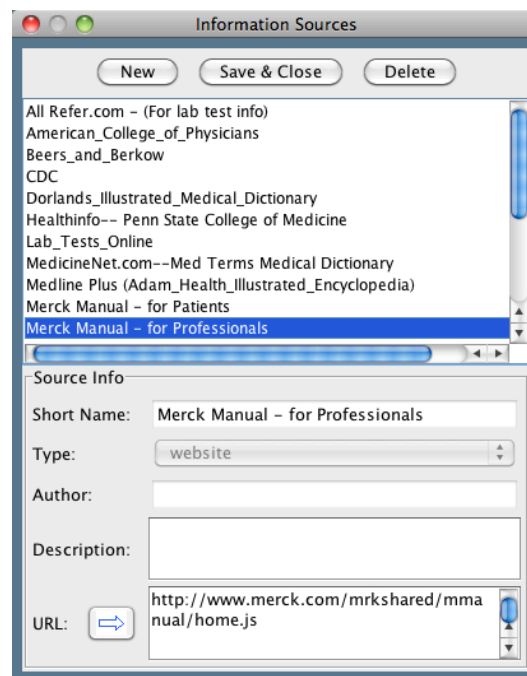 Information Sources
New Save & Close Delete
All Refer.com – (For lab test info)
American_College_of_Physicians
Beers_and_Berkow
CDC
Dorlands_Illustrated_Medical_Dictionary
Healthinfo-- Penn State College of Medicine
Lab_Tests_Online
MedicineNet.com--Med Terms Medical Dictionary
Medline Plus (Adam_Health_Illustrated_Encyclopedia)
Merck Manual – for Patients
Merck Manual – for Professionals
Source Info
Short Name: Merck Manual – for Professionals
Type: website
Author:
Description:
URL: http://www.merck.com/mrkshared/mma
nual/home.js